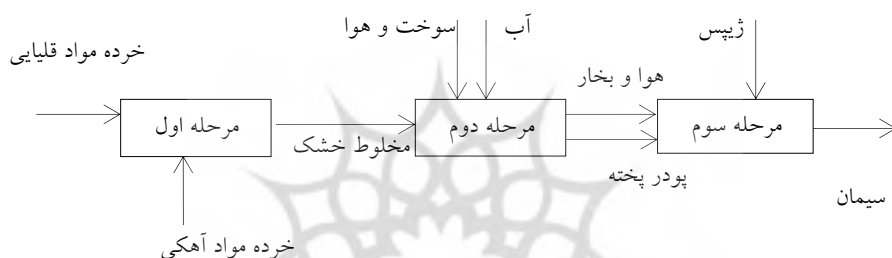 سوخت و هوا
آب
ژیپس
خرده مواد قلیایی
هوا و بخار
مرحله اول
مرحله دوم
مرحله سوم
مخلوط خشک
پودر پخته
سیمان
خرده مواد آهکی